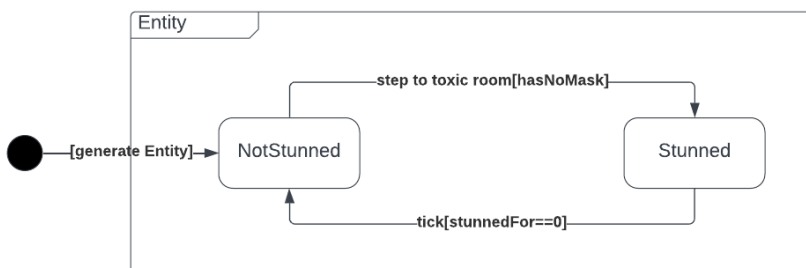 Entity
step to toxic room[hasNoMask]
[generate Entity]
NotStunned
Stunned
tick[stunnedFor==0]